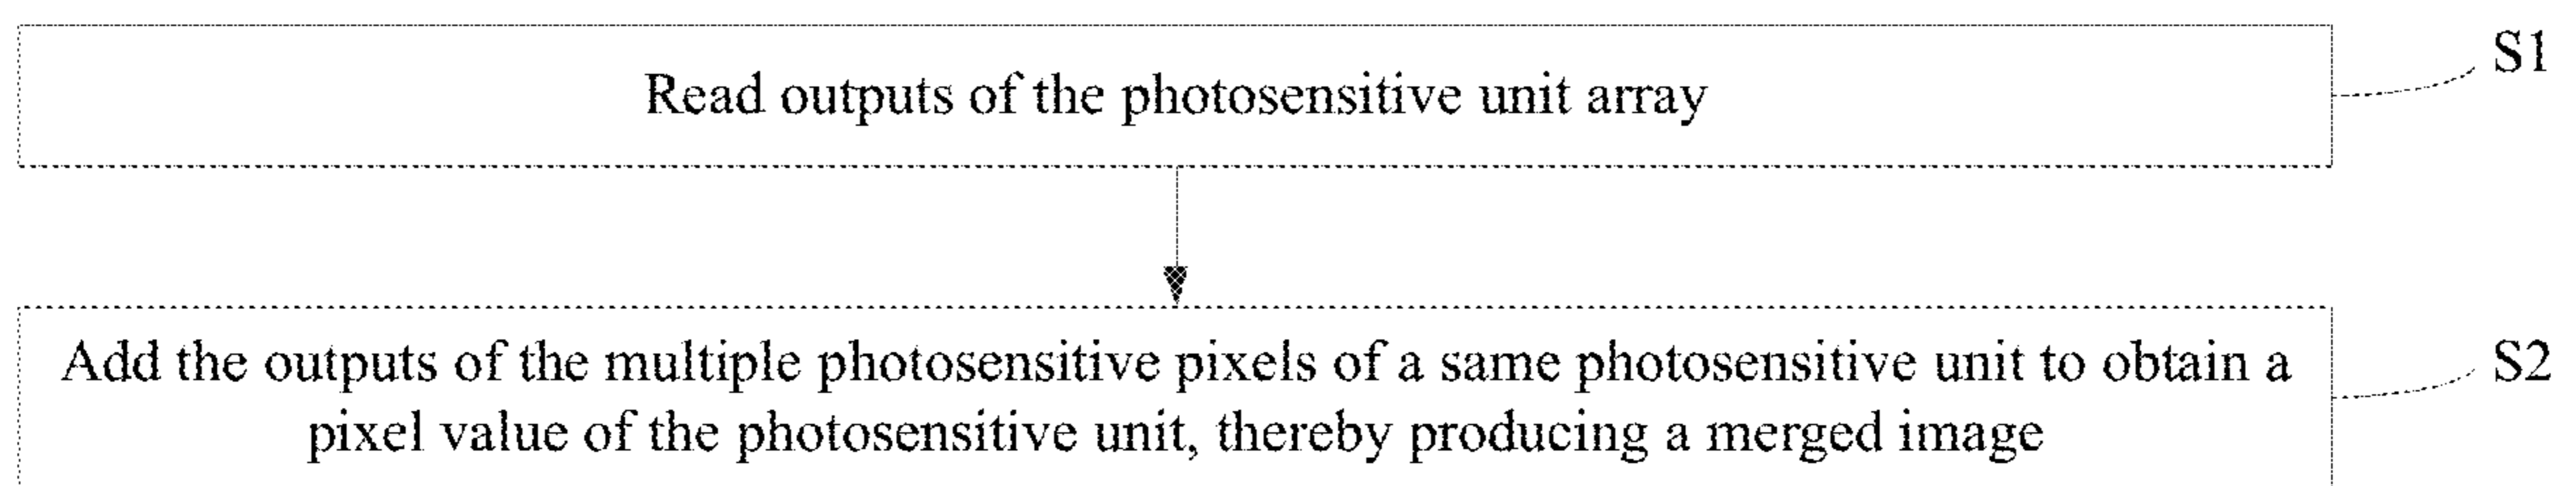 Read outputs of the photosensitive unit array
S1
Add the outputs of the multiple photosensitive pixels of a same photosensitive unit to obtain a
pixel value of the photosensitive unit, thereby producing a merged image
S2